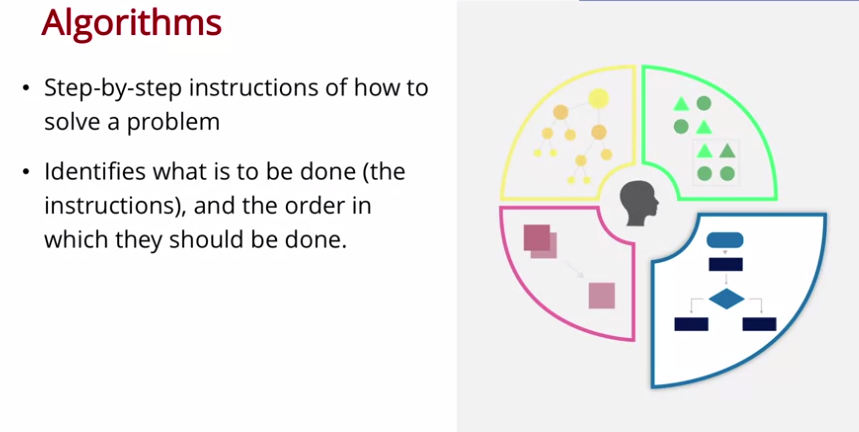 Algorithms
• Step-by-step instructions of how to
solve a problem
• Identifies what is to be done (the
instructions), and the order in
which they should be done.